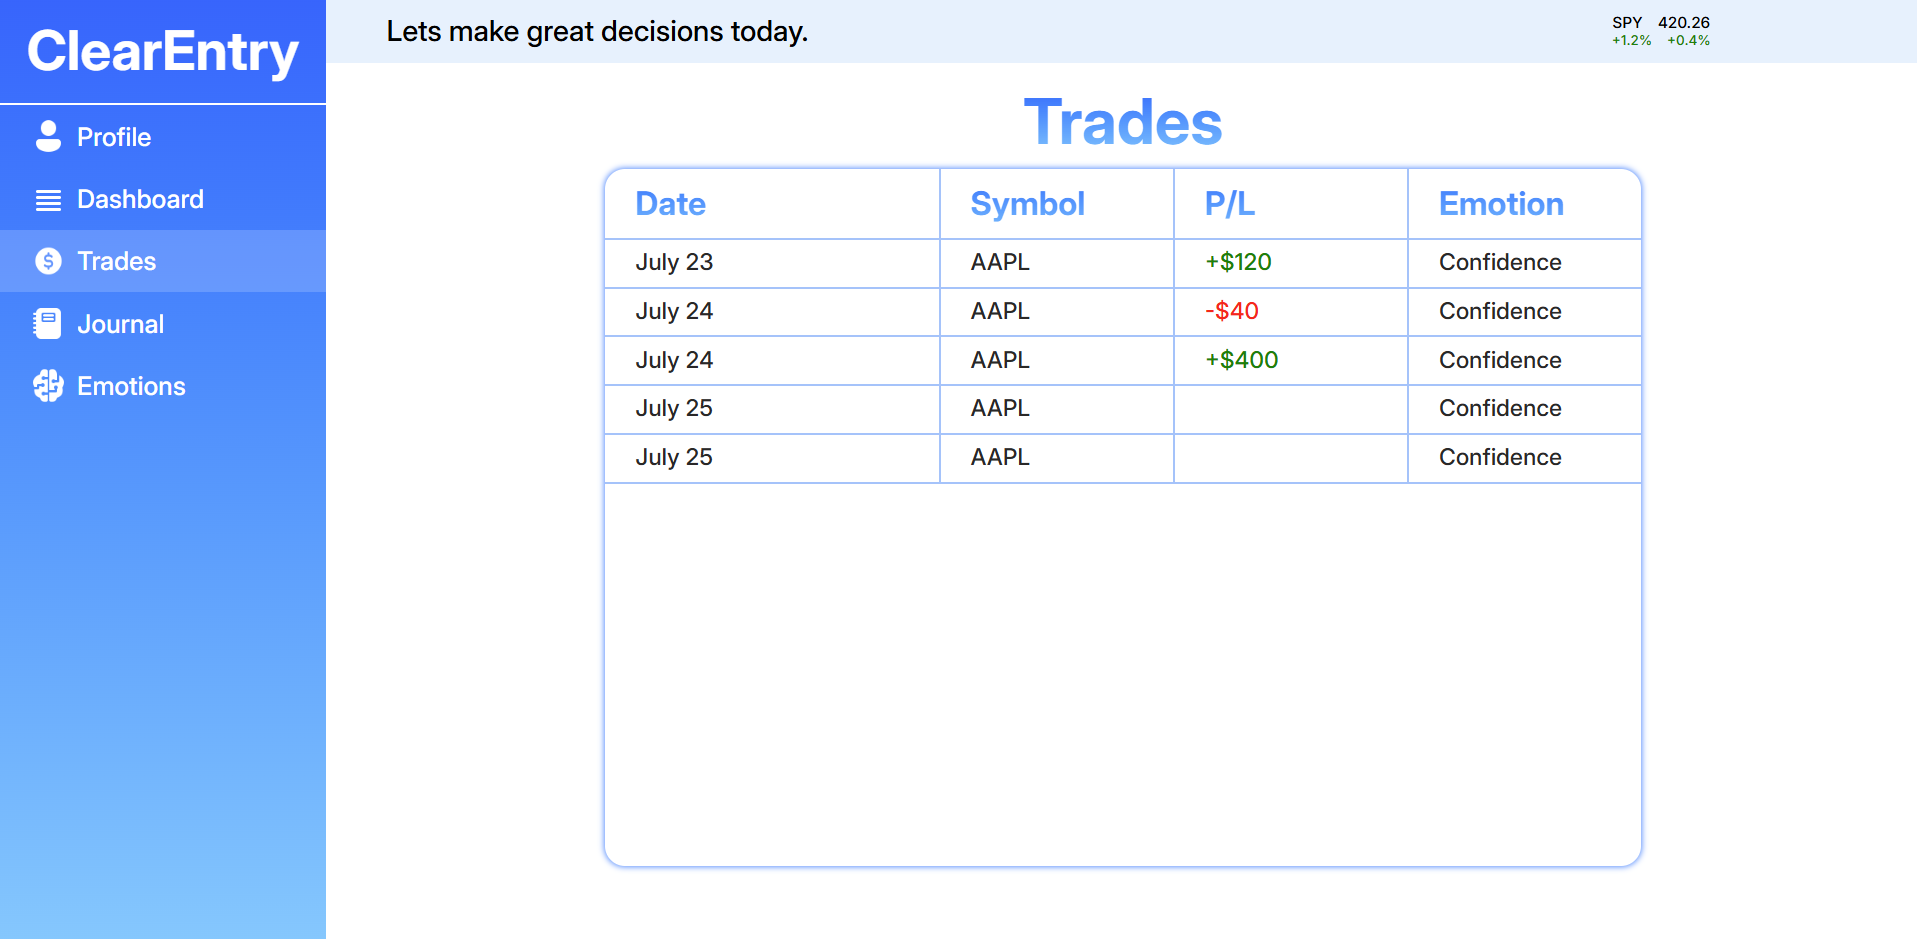 ClearEntry
Profile
Dashboard
Trades
Journal
Emotions
Lets make great decisions today.
SPY 420.26
+1.2% +0.4%
Trades
Date Symbol P/L Emotion
July 23 AAPL +$120 Confidence
July 24 AAPL -$40 Confidence
July 24 AAPL +$400 Confidence
July 25 AAPL Confidence
July 25 AAPL Confidence